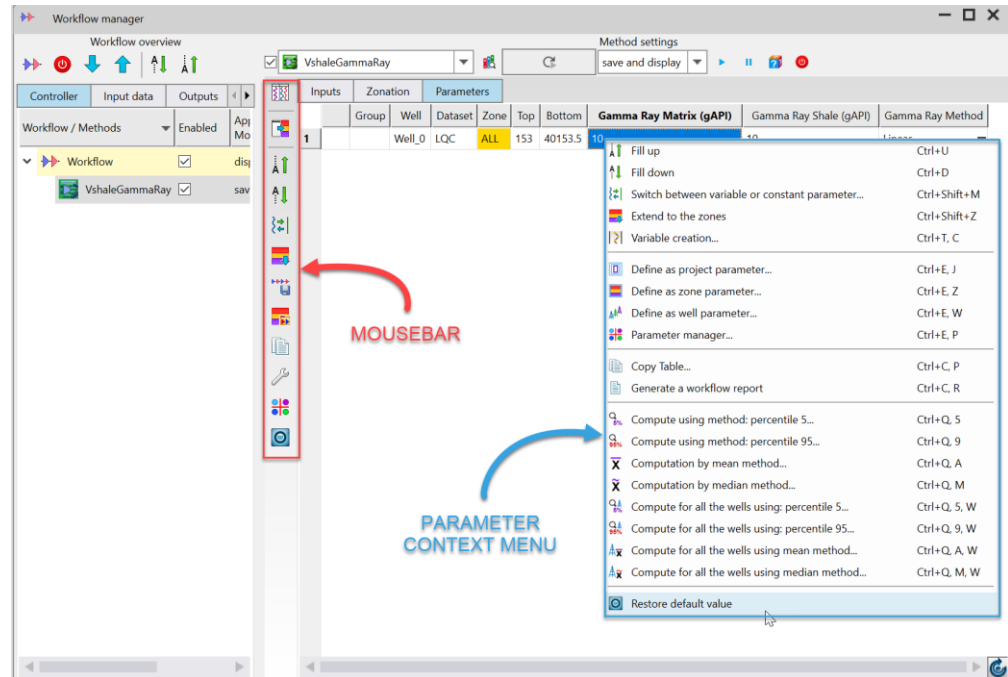 Workflow manager
Workflow overview
Method settings
VshaleGammaRay
save and display
Controller Input data Outputs
Inputs Zonation Parameters
Workflow / Methods Enabled
Group Well Dataset Zone Top Bottom Gamma Ray Matrix (gAPI) Gamma Ray Shale (gAPI) Gamma Ray Method
1 Well_0 LQC ALL 153 40153.5 10
Workflow
VshaleGammaRay
Fill up Ctrl+U
Fill down Ctrl+D
Switch between variable or constant parameter... Ctrl+Shift+M
Extend to the zones Ctrl+Shift+Z
Variable creation... Ctrl+T, C
Define as project parameter... Ctrl+E, J
Define as zone parameter... Ctrl+E, Z
Define as well parameter... Ctrl+E, W
Parameter manager... Ctrl+E, P
Copy Table... Ctrl+C, P
Generate a workflow report Ctrl+C, R
Compute using method: percentile 5... Ctrl+Q, 5
Compute using method: percentile 95... Ctrl+Q, 9
Computation by mean method... Ctrl+Q, A
Computation by median method... Ctrl+Q, M
Compute for all the wells using: percentile 5... Ctrl+Q, 5, W
Compute for all the wells using: percentile 95... Ctrl+Q, 9, W
Compute for all the wells using mean method... Ctrl+Q, A, W
Compute for all the wells using median method... Ctrl+Q, M, W
Restore default value
MOUSEBAR
PARAMETER
CONTEXT MENU